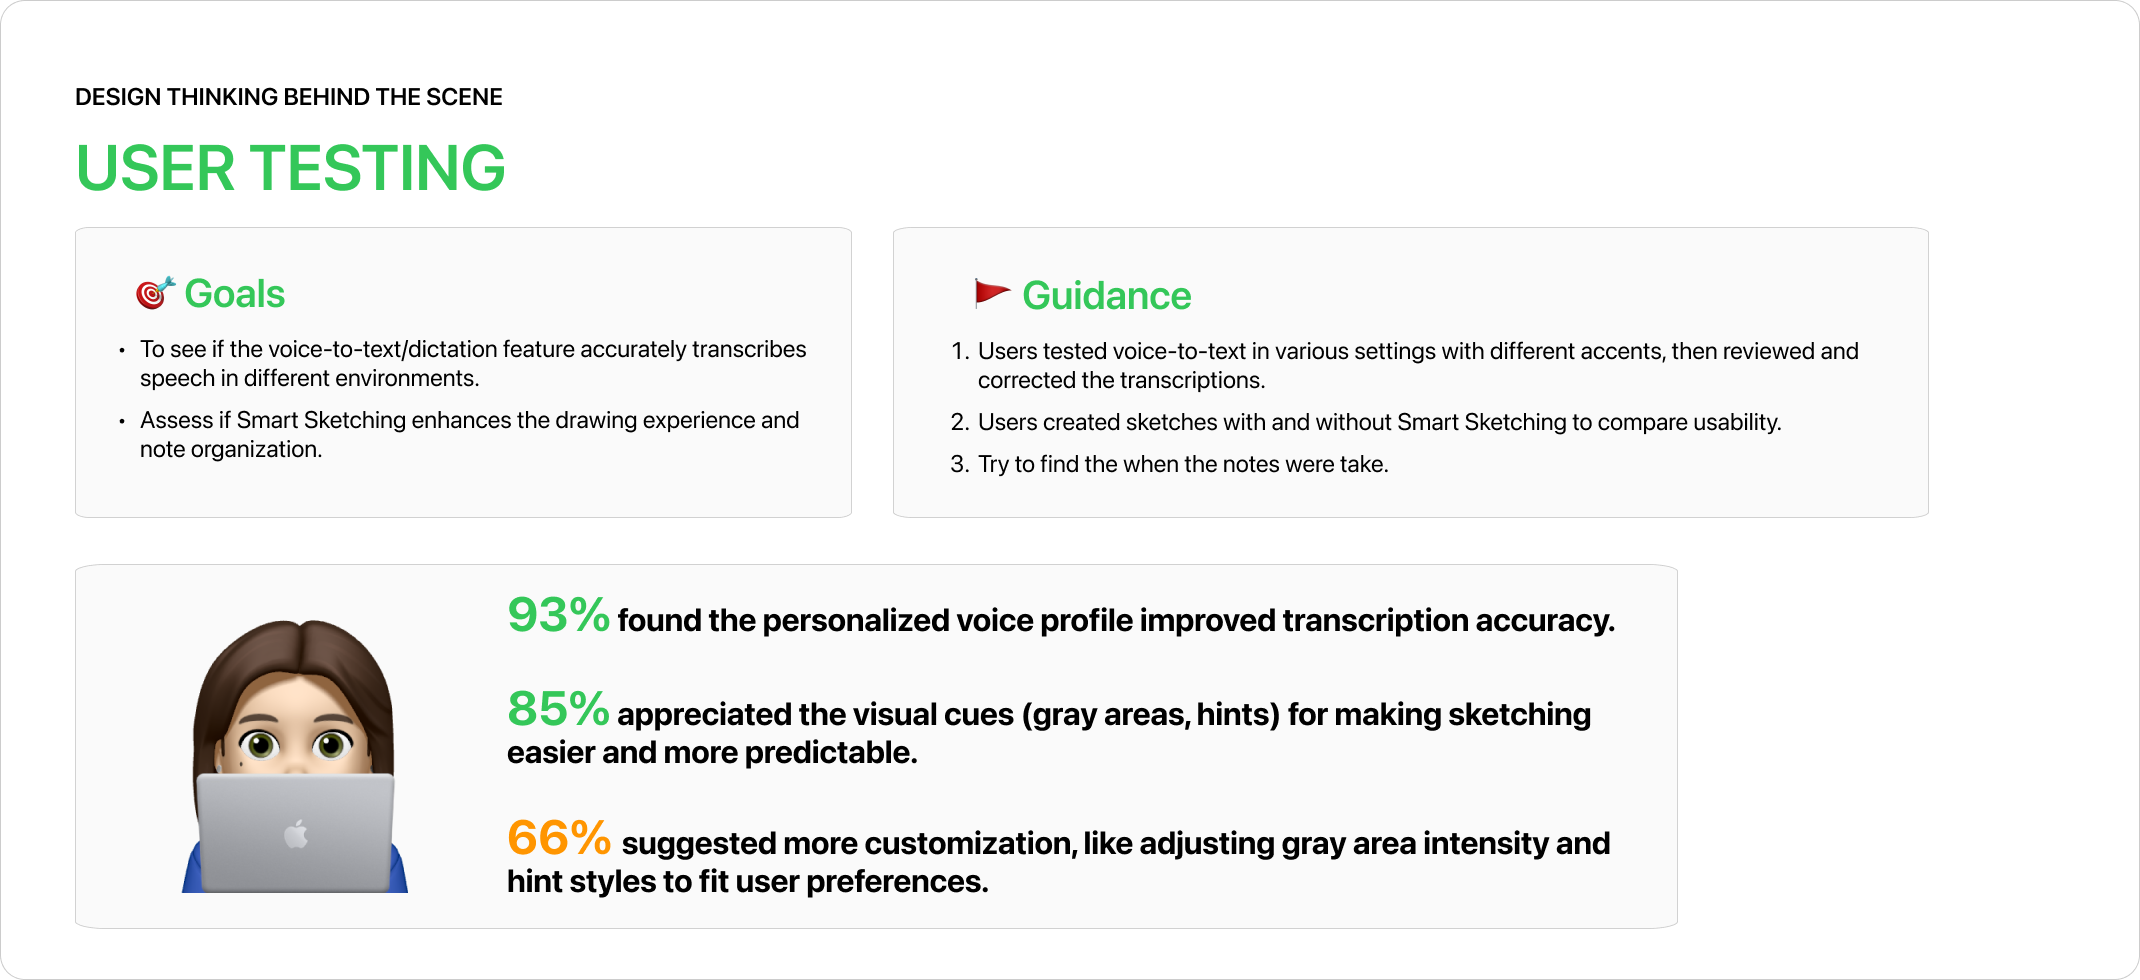 DESIGN THINKING BEHIND THE SCENE
USER TESTING
Goals
• To see if the voice-to-text/dictation feature accurately transcribes
speech in different environments.
• Assess if Smart Sketching enhances the drawing experience and
note organization.
Guidance
1. Users tested voice-to-text in various settings with different accents, then reviewed and
corrected the transcriptions.
2. Users created sketches with and without Smart Sketching to compare usability.
3. Try to find the when the notes were take.
93% found the personalized voice profile improved transcription accuracy.
85% appreciated the visual cues (gray areas, hints) for making sketching
easier and more predictable.
66% suggested more customization, like adjusting gray area intensity and
hint styles to fit user preferences.